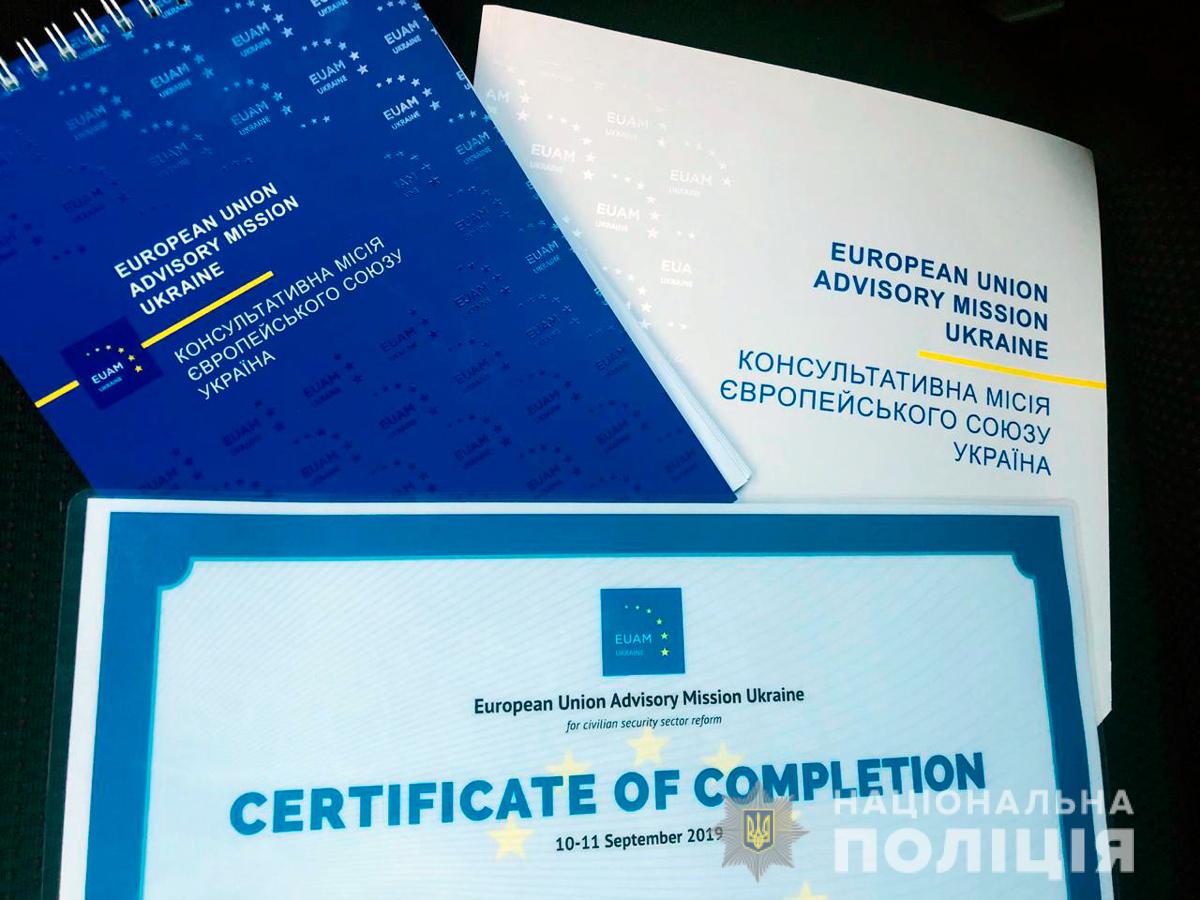 EUROPEAN UNION
ADVISORY MISSION
UKRAINE
КОНСУЛЬТАТИВНА МІСІЯ
ЄВРОПЕЙСЬКОГО СОЮЗУ
УКРАЇНА
EUAM
UKRAINE
EUROPEAN UNION
ADVISORY MISSION
UKRAINE
КОНСУЛЬТАТИВНА МІСІЯ
ЄВРОПЕЙСЬКОГО СОЮЗУ
УКРАЇНА
EUAM
UKRAINE
European Union Advisory Mission Ukraine
for civilian security sector reform
CERTIFICATE OF COMPLETION
10-11 September 2019
НАЦІОНАЛЬНА
ПОЛІЦІЯ